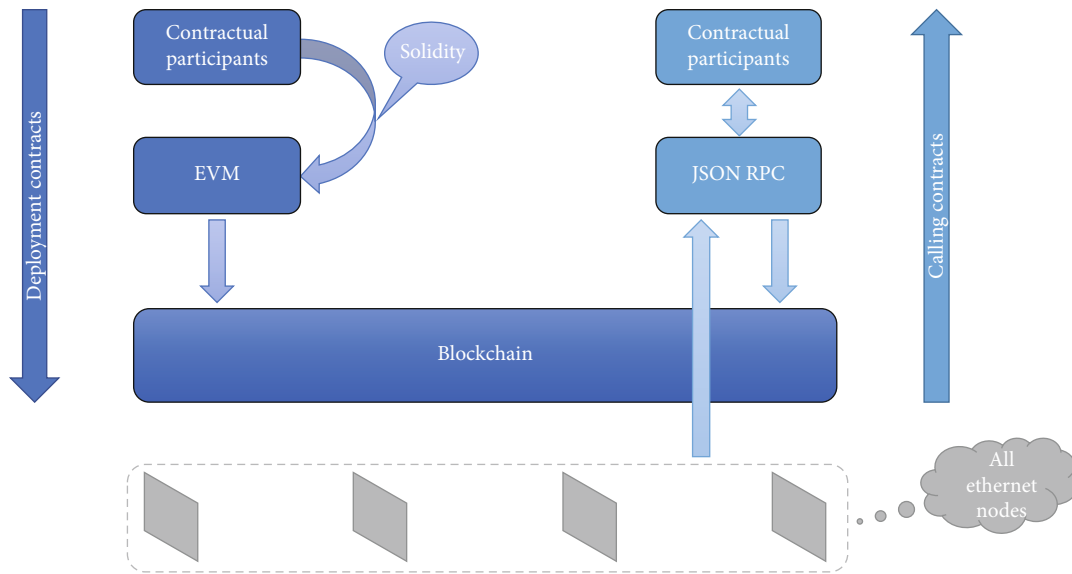 Deployment contracts
Contractual
participants
Solidity
EVM
Contractual
participants
JSON RPC
Calling contracts
Blockchain
All
ethernet
nodes